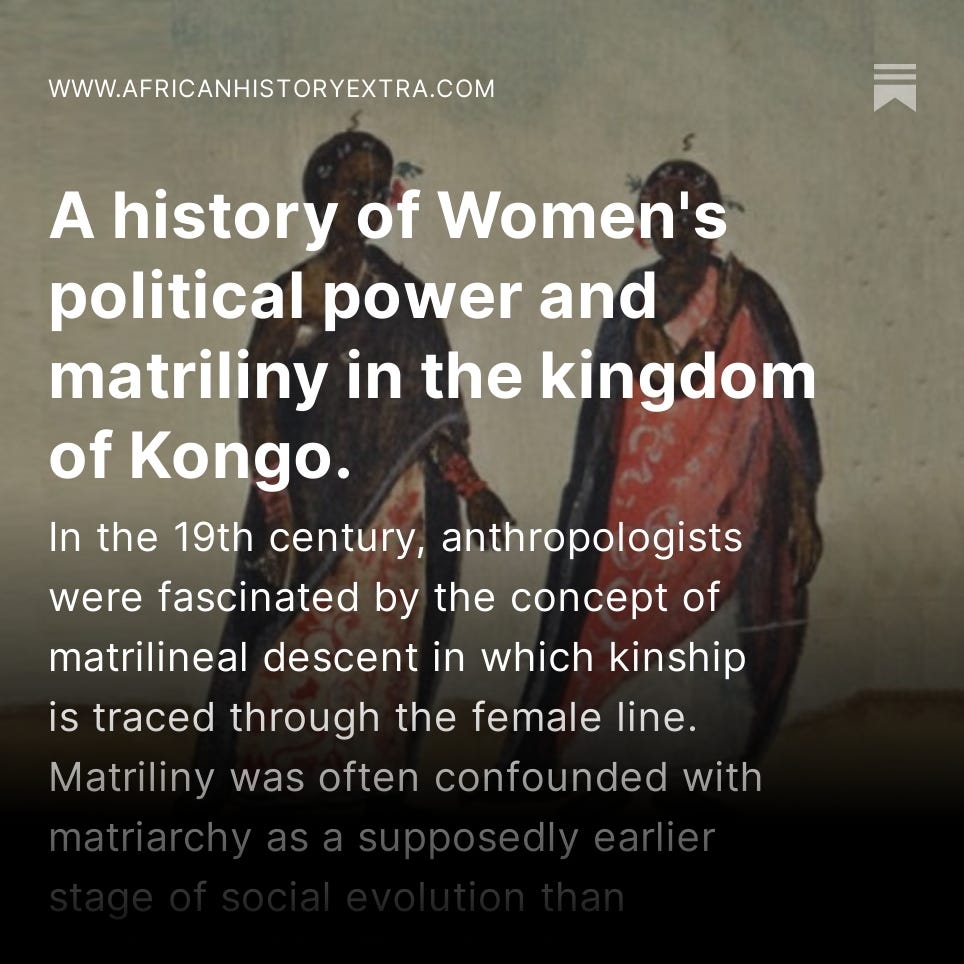 WWW.AFRICANHISTORYEXTRA.COM
A history of Women's
political power and
matriliny in the kingdom
of Kongo.
In the 19th century, anthropologists
were fascinated by the concept of
matrilineal descent in which kinship
is traced through the female line.
Matriliny was often confounded with
matriarchy as a supposedly earlier
stage of social evolution than